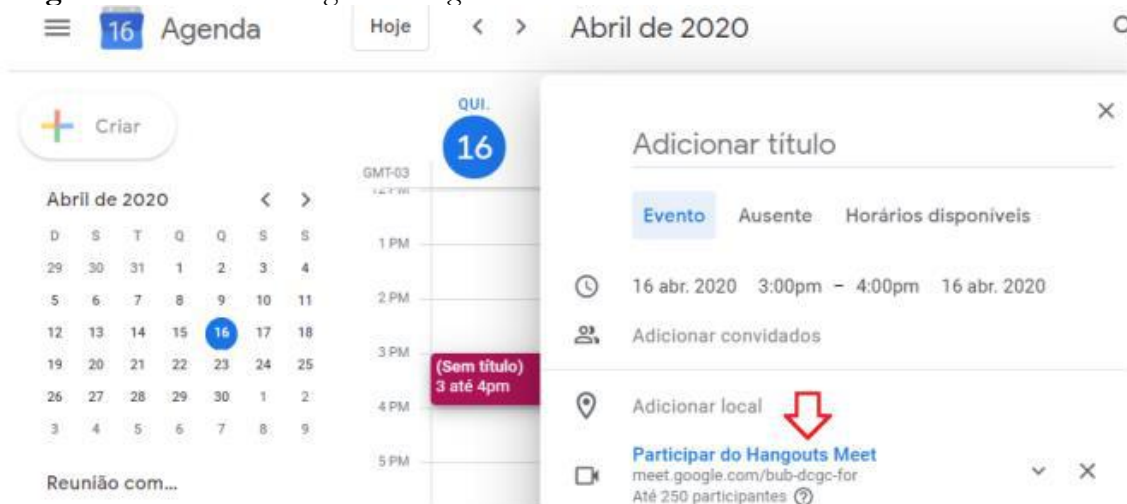 16 Agenda Hoje < > Abril de 2020
Criar
QUI.
16
GMT-03
Abril de 2020 < >
D S T Q Q S S
29 30 31 1 2 3 4
5 6 7 8 9 10 11
12 13 14 15 16 17 18
19 20 21 22 23 24 25
26 27 28 29 30 1 2
3 4 5 6 7 8 9
Reunião com...
1 PM
2 PM
3 PM
4 PM
5 PM
(Sem título)
3 até 4pm
Adicionar título
Evento Ausente Horários disponíveis
16 abr. 2020 3:00pm – 4:00pm 16 abr. 2020
Adicionar convidados
Adicionar local
Participar do Hangouts Meet
meet.google.com/bub-dcgc-for
Até 250 participantes